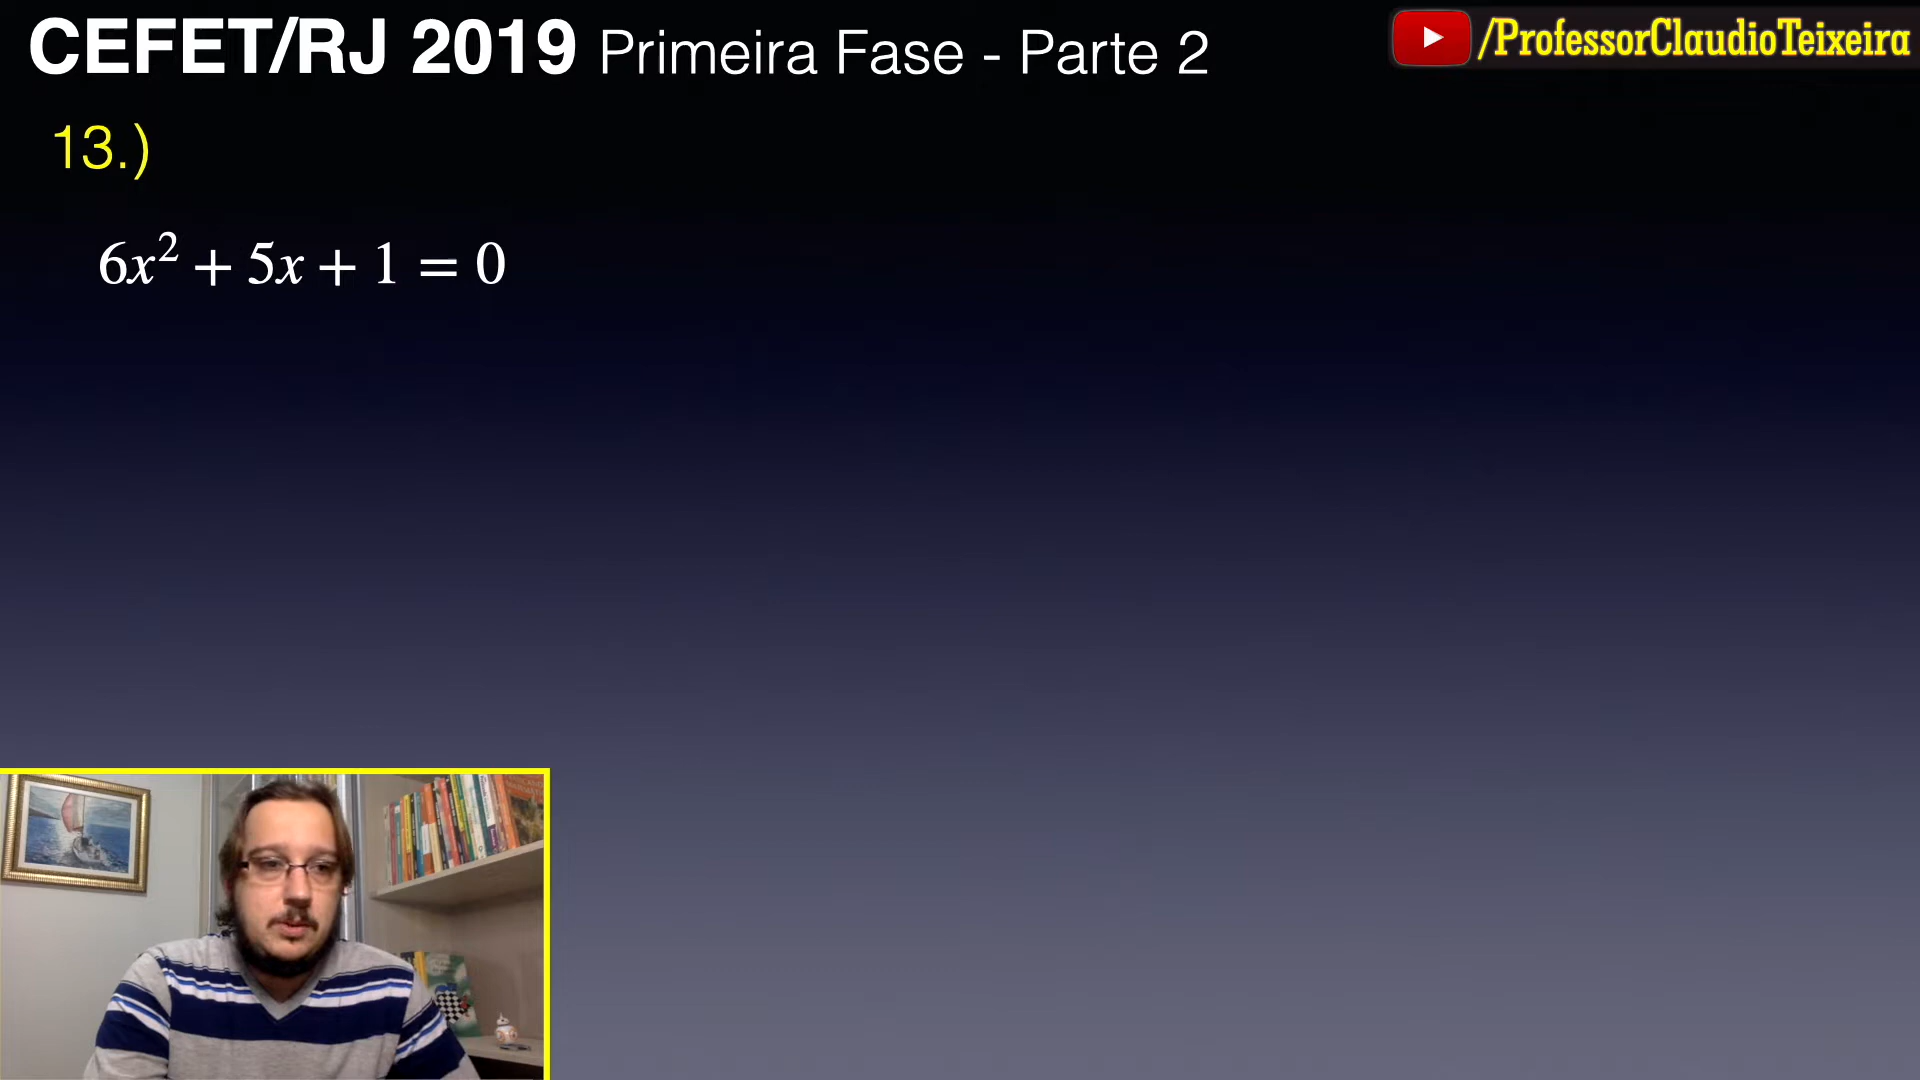 CEFET/RJ 2019 Primeira Fase - Parte 2
/ProfessorClaudioTeixeira
13.)
6x² + 5x + 1 = 0